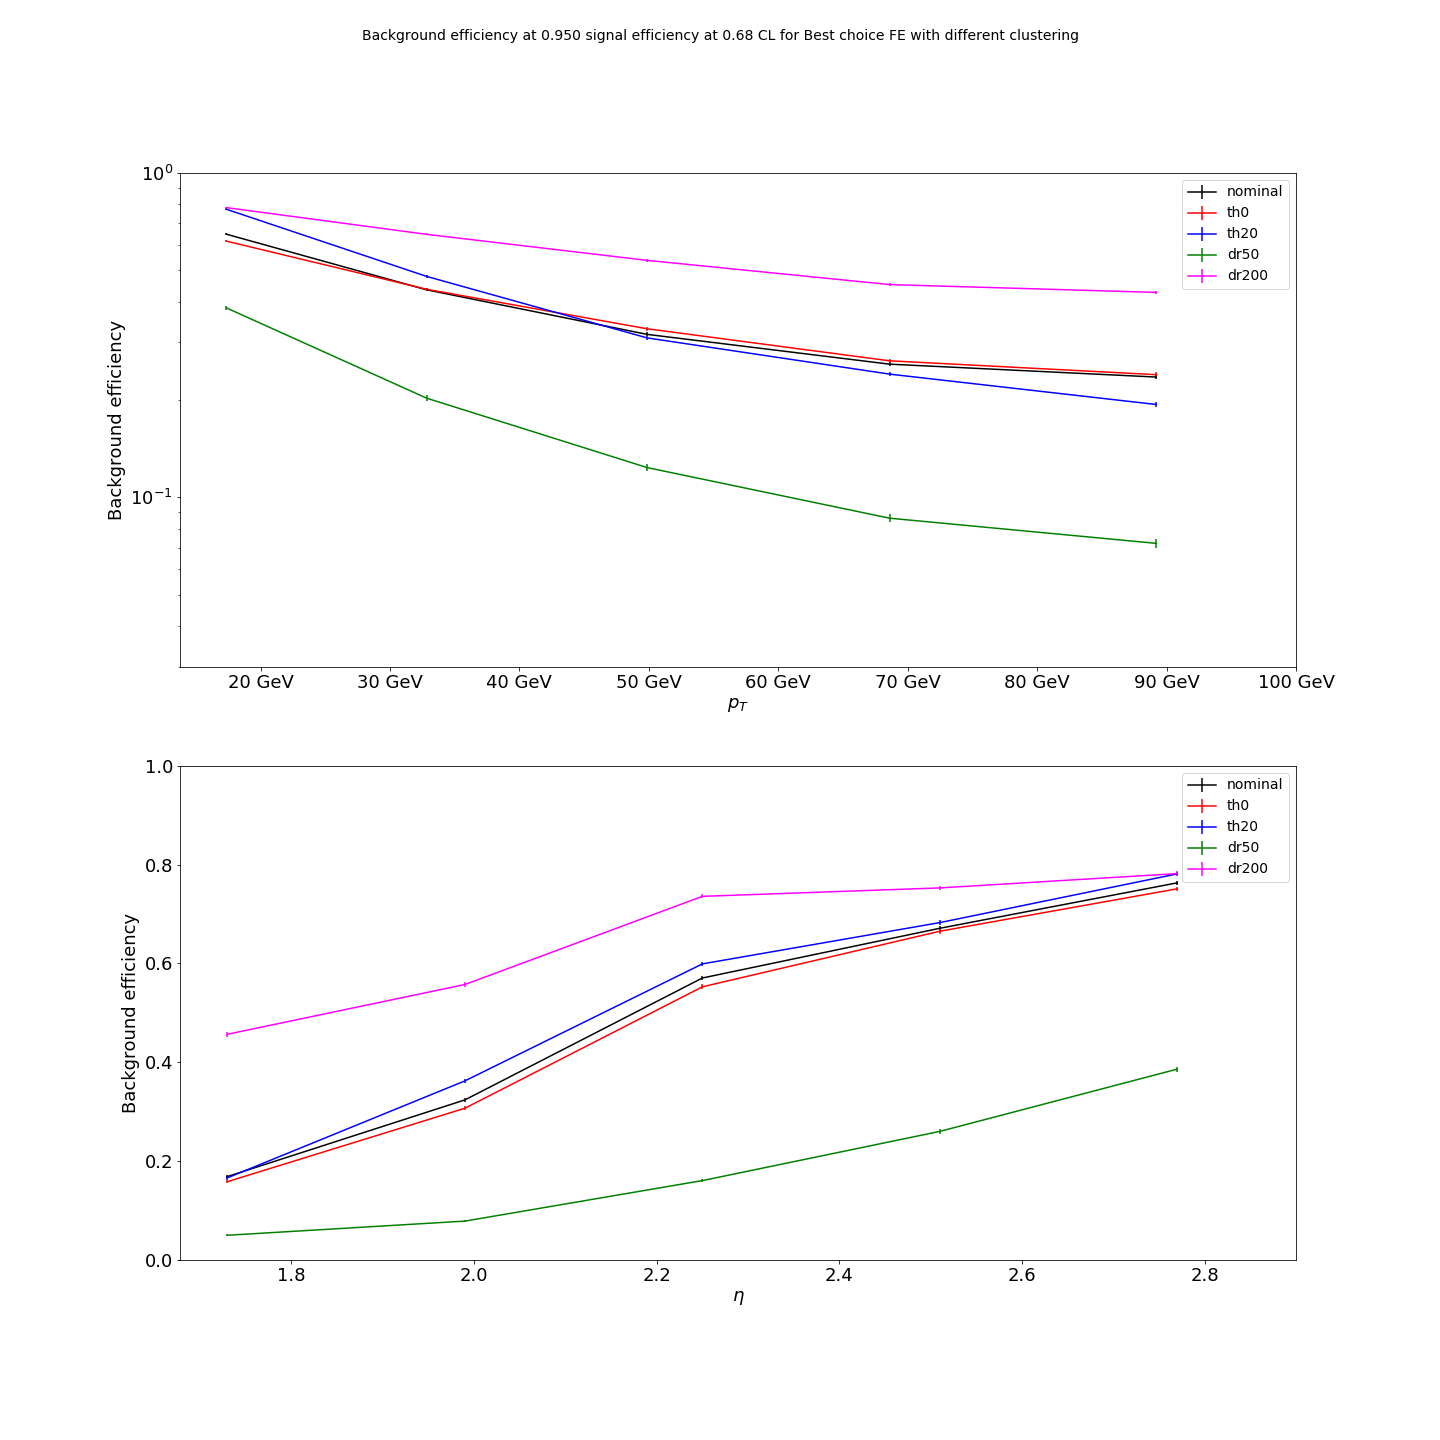 Background efficiency at 0.950 signal efficiency at 0.68 CL for Best choice FE with different clustering
10⁰
10⁻¹
Background efficiency
nominal
th0
th20
dr50
dr200
20 GeV 30 GeV 40 GeV 50 GeV 60 GeV 70 GeV 80 GeV 90 GeV 100 GeV
p_T
1.0
0.8
0.6
0.4
0.2
0.0
Background efficiency
nominal
th0
th20
dr50
dr200
1.8 2.0 2.2 2.4 2.6 2.8
η